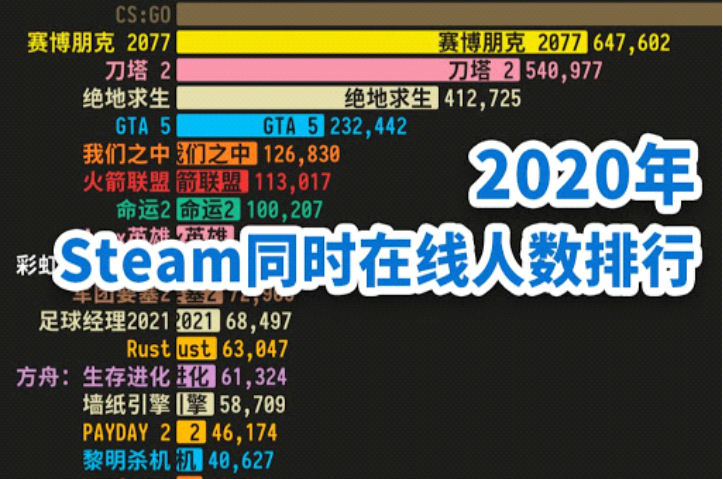 CS:GO
赛博朋克 2077 赛博朋克 2077 647,602
刀塔 2 刀塔 2 540,977
绝地求生 绝地求生 412,725
GTA 5 GTA 5 232,442
我们之中 我们之中 126,830
火箭联盟 箭联盟 113,017
命运2 命运2 100,207
2020年
英雄 英雄
Steam同时在线人数排行
彩虹
足球经理2021 2021 68,497
Rust ust 63,047
方舟：生存进化 进化 61,324
墙纸引擎 擎 58,709
PAYDAY 2 2 46,174
黎明杀机 机 40,627